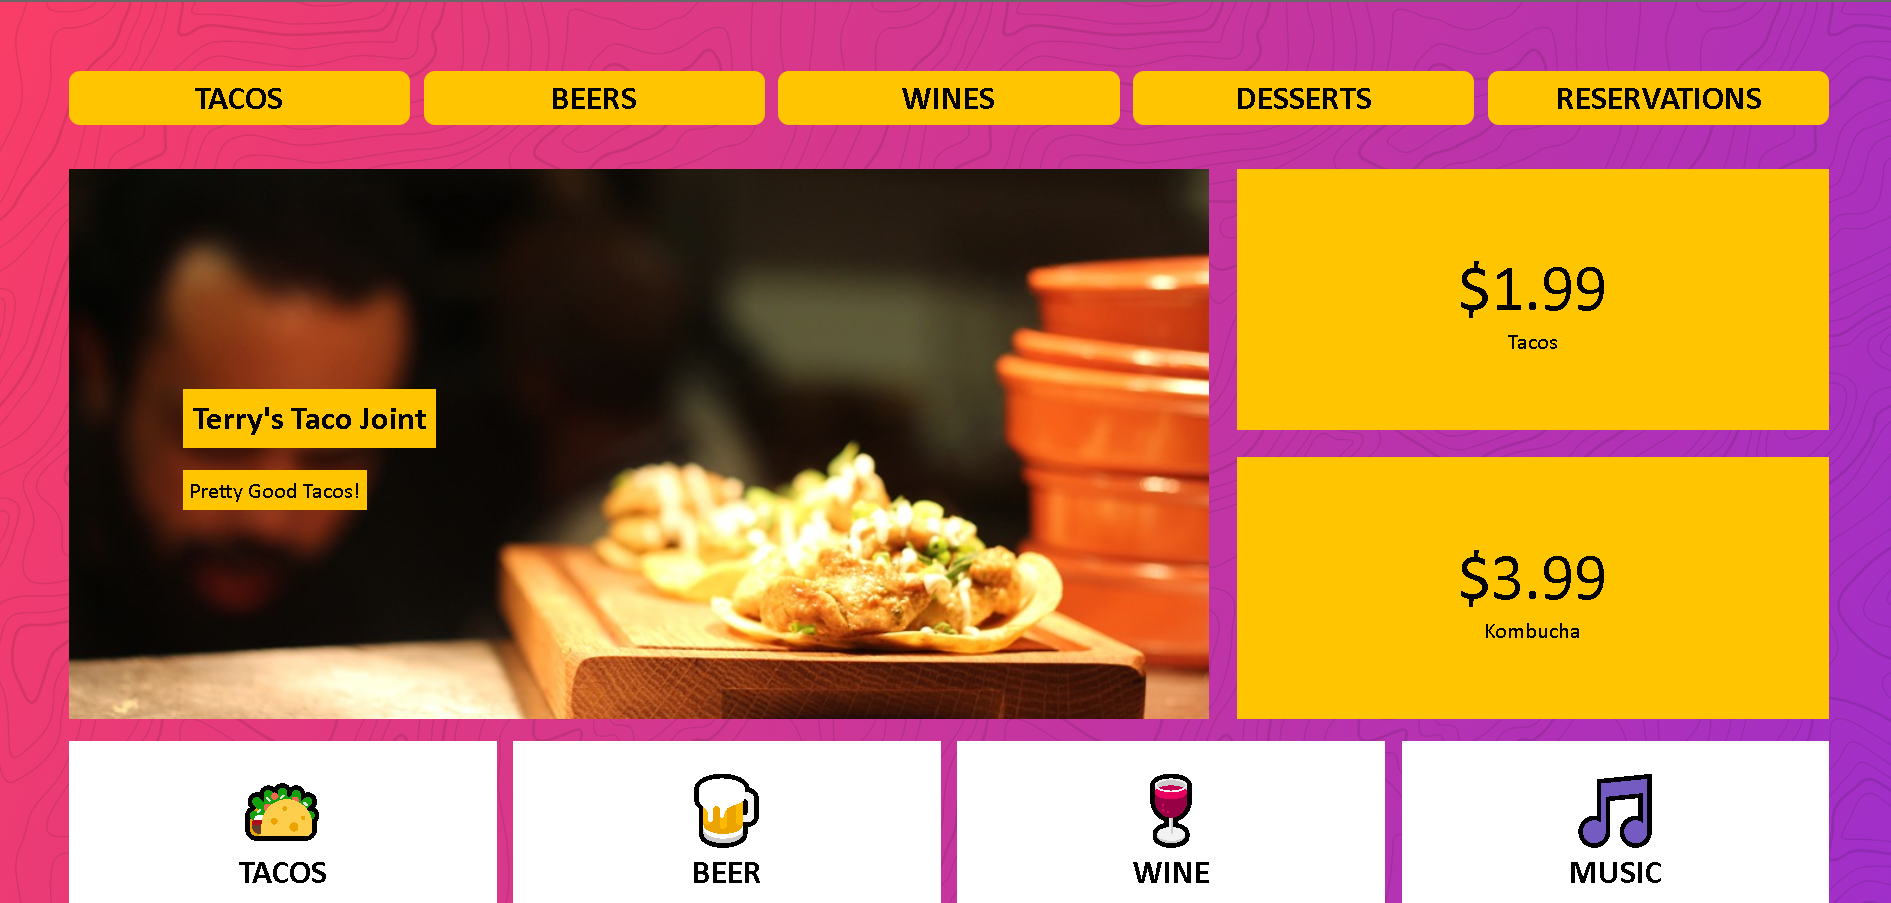 TACOS
BEERS
WINES
DESSERTS
RESERVATIONS
Terry's Taco Joint
Pretty Good Tacos!
$1.99
Tacos
$3.99
Kombucha
TACOS
BEER
WINE
MUSIC